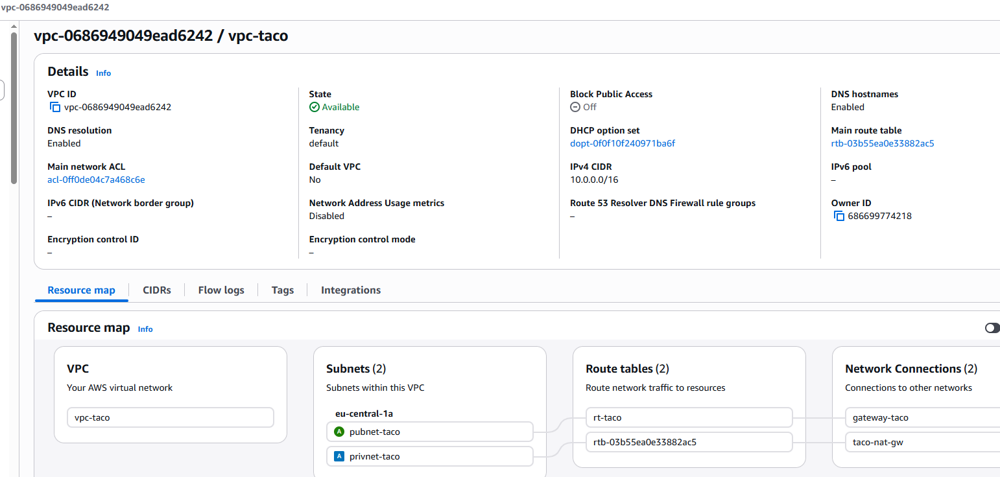 vpc-0686949049ead6242
vpc-0686949049ead6242 / vpc-taco
Details Info
VPC ID
vpc-0686949049ead6242
State
Available
Block Public Access
Off
DNS hostnames
Enabled
DNS resolution
Enabled
Tenancy
default
DHCP option set
dopt-0f0f10f240971ba6f
Main route table
rtb-03b55ea0e33882ac5
Main network ACL
acl-0ff0de04c7a468c6e
Default VPC
No
IPv4 CIDR
10.0.0.0/16
IPv6 pool
–
IPv6 CIDR (Network border group)
–
Network Address Usage metrics
Disabled
Route 53 Resolver DNS Firewall rule groups
–
Owner ID
686699774218
Encryption control ID
–
Encryption control mode
–
Resource map CIDRs Flow logs Tags Integrations
Resource map Info
VPC
Your AWS virtual network
vpc-taco
Subnets (2)
Subnets within this VPC
eu-central-1a
A pubnet-taco
A privnet-taco
Route tables (2)
Route network traffic to resources
rt-taco
rtb-03b55ea0e33882ac5
Network Connections (2)
Connections to other networks
gateway-taco
taco-nat-gw